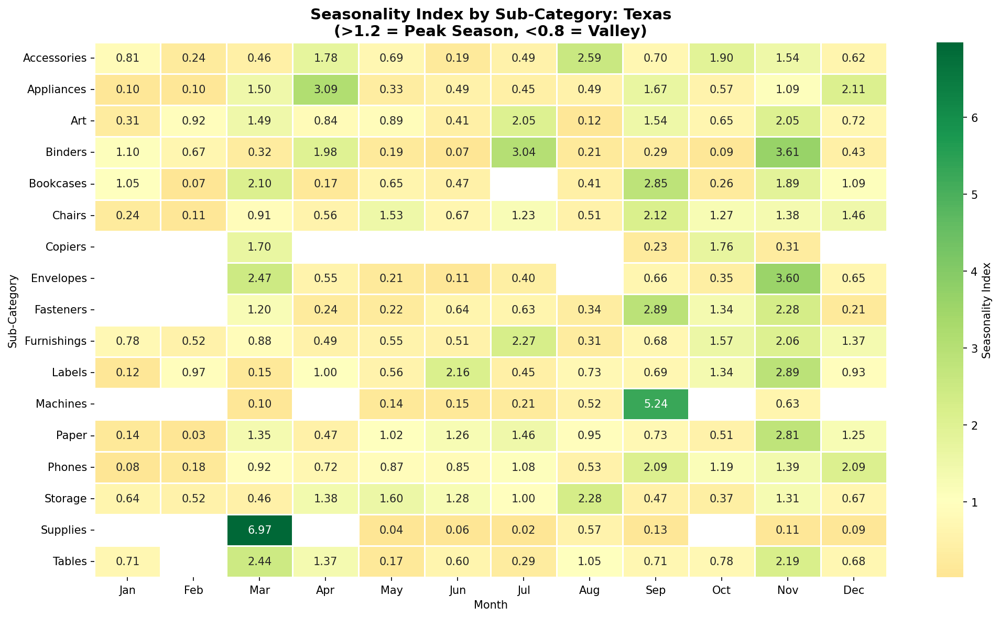 Seasonality Index by Sub-Category: Texas
(>1.2 = Peak Season, <0.8 = Valley)
Accessories 0.81 0.24 0.46 1.78 0.69 0.19 0.49 2.59 0.70 1.90 1.54 0.62
Appliances 0.10 0.10 1.50 3.09 0.33 0.49 0.45 0.49 1.67 0.57 1.09 2.11
Art 0.31 0.92 1.49 0.84 0.89 0.41 2.05 0.12 1.54 0.65 2.05 0.72
Binders 1.10 0.67 0.32 1.98 0.19 0.07 3.04 0.21 0.29 0.09 3.61 0.43
Bookcases 1.05 0.07 2.10 0.17 0.65 0.47 0.41 2.85 0.26 1.89 1.09
Chairs 0.24 0.11 0.91 0.56 1.53 0.67 1.23 0.51 2.12 1.27 1.38 1.46
Copiers 1.70 0.23 1.76 0.31
Envelopes 2.47 0.55 0.21 0.11 0.40 0.66 0.35 3.60 0.65
Fasteners 1.20 0.24 0.22 0.64 0.63 0.34 2.89 1.34 2.28 0.21
Furnishings 0.78 0.52 0.88 0.49 0.55 0.51 2.27 0.31 0.68 1.57 2.06 1.37
Labels 0.12 0.97 0.15 1.00 0.56 2.16 0.45 0.73 0.69 1.34 2.89 0.93
Machines 0.10 0.14 0.15 0.21 0.52 5.24 0.63
Paper 0.14 0.03 1.35 0.47 1.02 1.26 1.46 0.95 0.73 0.51 2.81 1.25
Phones 0.08 0.18 0.92 0.72 0.87 0.85 1.08 0.53 2.09 1.19 1.39 2.09
Storage 0.64 0.52 0.46 1.38 1.60 1.28 1.00 2.28 0.47 0.37 1.31 0.67
Supplies 6.97 0.04 0.06 0.02 0.57 0.13 0.11 0.09
Tables 0.71 2.44 1.37 0.17 0.60 0.29 1.05 0.71 0.78 2.19 0.68
Jan Feb Mar Apr May Jun Jul Aug Sep Oct Nov Dec
Month
Sub-Category
6
5
4
3
2
1
Seasonality Index